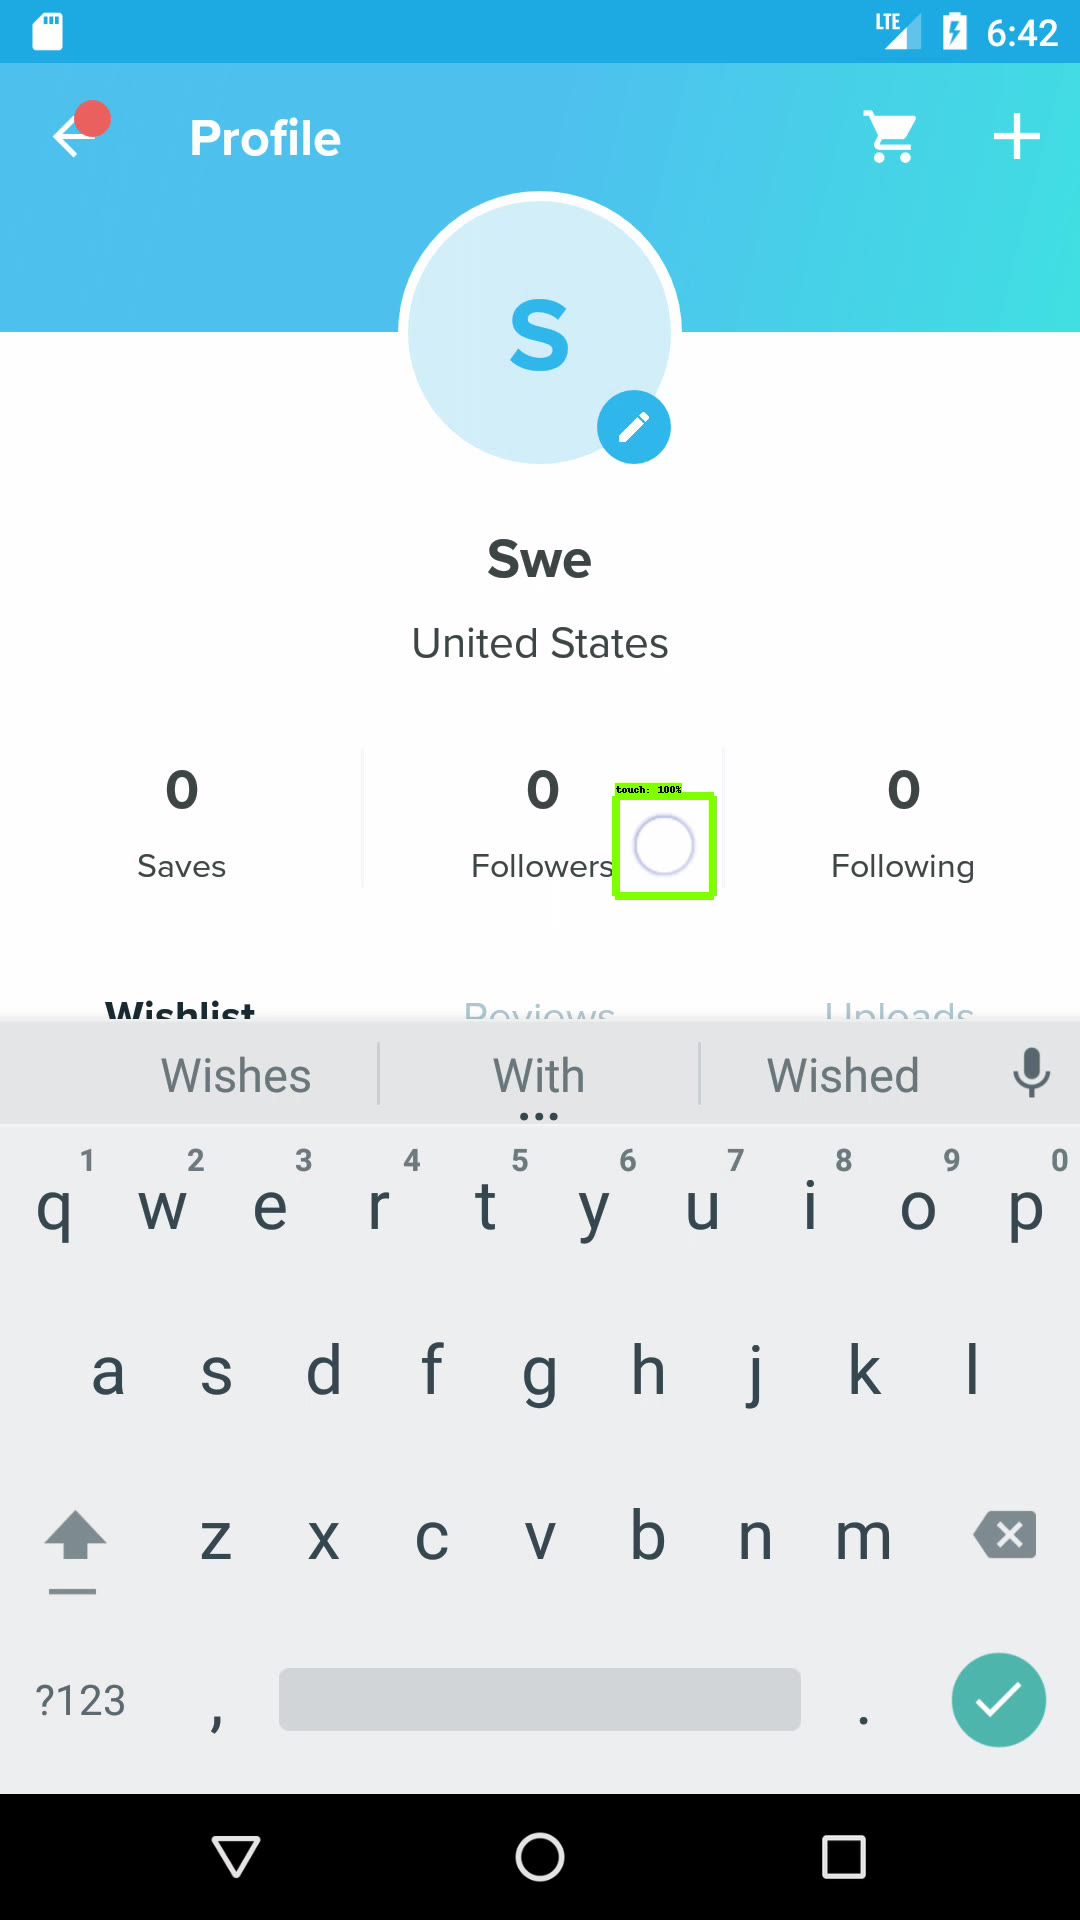 LTE 6:42
Profile
S
Swe
United States
0 0 0
touch: 100%
Saves Followers Following
Wishlist Reviews Uploads
Wishes With Wished
1 2 3 4 5 6 7 8 9 0
q w e r t y u i o p
a s d f g h j k l
z x c v b n m
?123 , .